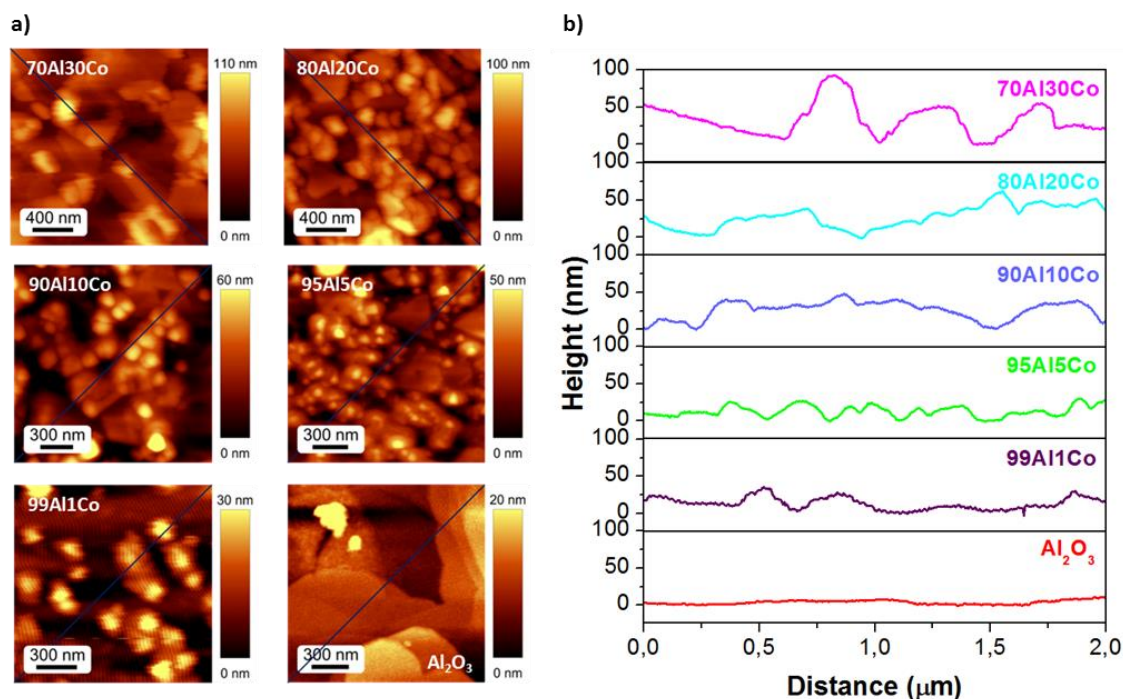 a)
70Al30Co
110 nm
0 nm
400 nm
80Al20Co
100 nm
0 nm
400 nm
90Al10Co
60 nm
0 nm
300 nm
95Al5Co
50 nm
0 nm
300 nm
99Al1Co
30 nm
0 nm
300 nm
Al₂O₃
20 nm
0 nm
300 nm
b)
Height (nm)
100
50
0
70Al30Co
100
50
0
80Al20Co
100
50
0
90Al10Co
100
50
0
95Al5Co
100
50
0
99Al1Co
100
50
0
Al₂O₃
0,0 0,5 1,0 1,5 2,0
Distance (μm)